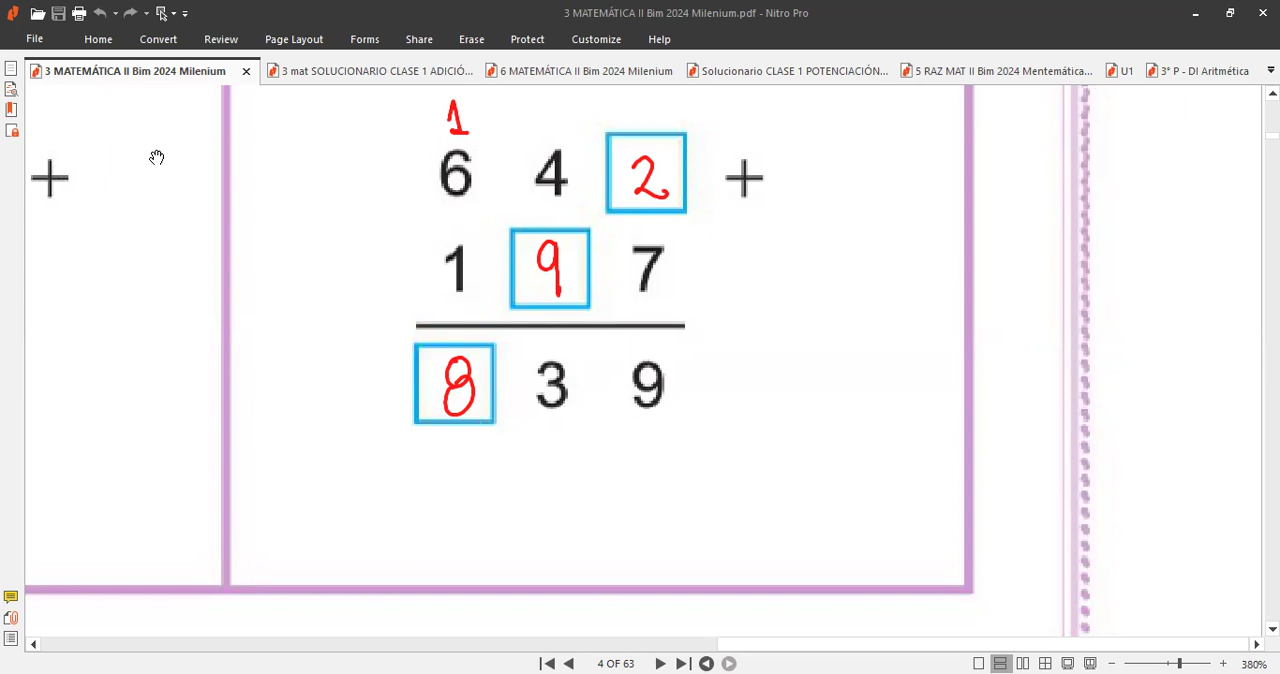 3 MATEMÁTICA II Bim 2024 Milenium.pdf - Nitro Pro
File Home Convert Review Page Layout Forms Share Erase Protect Customize Help
3 MATEMÁTICA II Bim 2024 Milenium 3 mat SOLUCIONARIO CLASE 1 ADICIÓ... 6 MATEMÁTICA II Bim 2024 Milenium Solucionario CLASE 1 POTENCIACIÓN... 5 RAZ MAT II Bim 2024 Mentemática... U1 3° P - DI Aritmética
1
+ 6 4 2 +
1 9 7
8 3 9
4 OF 63 380%